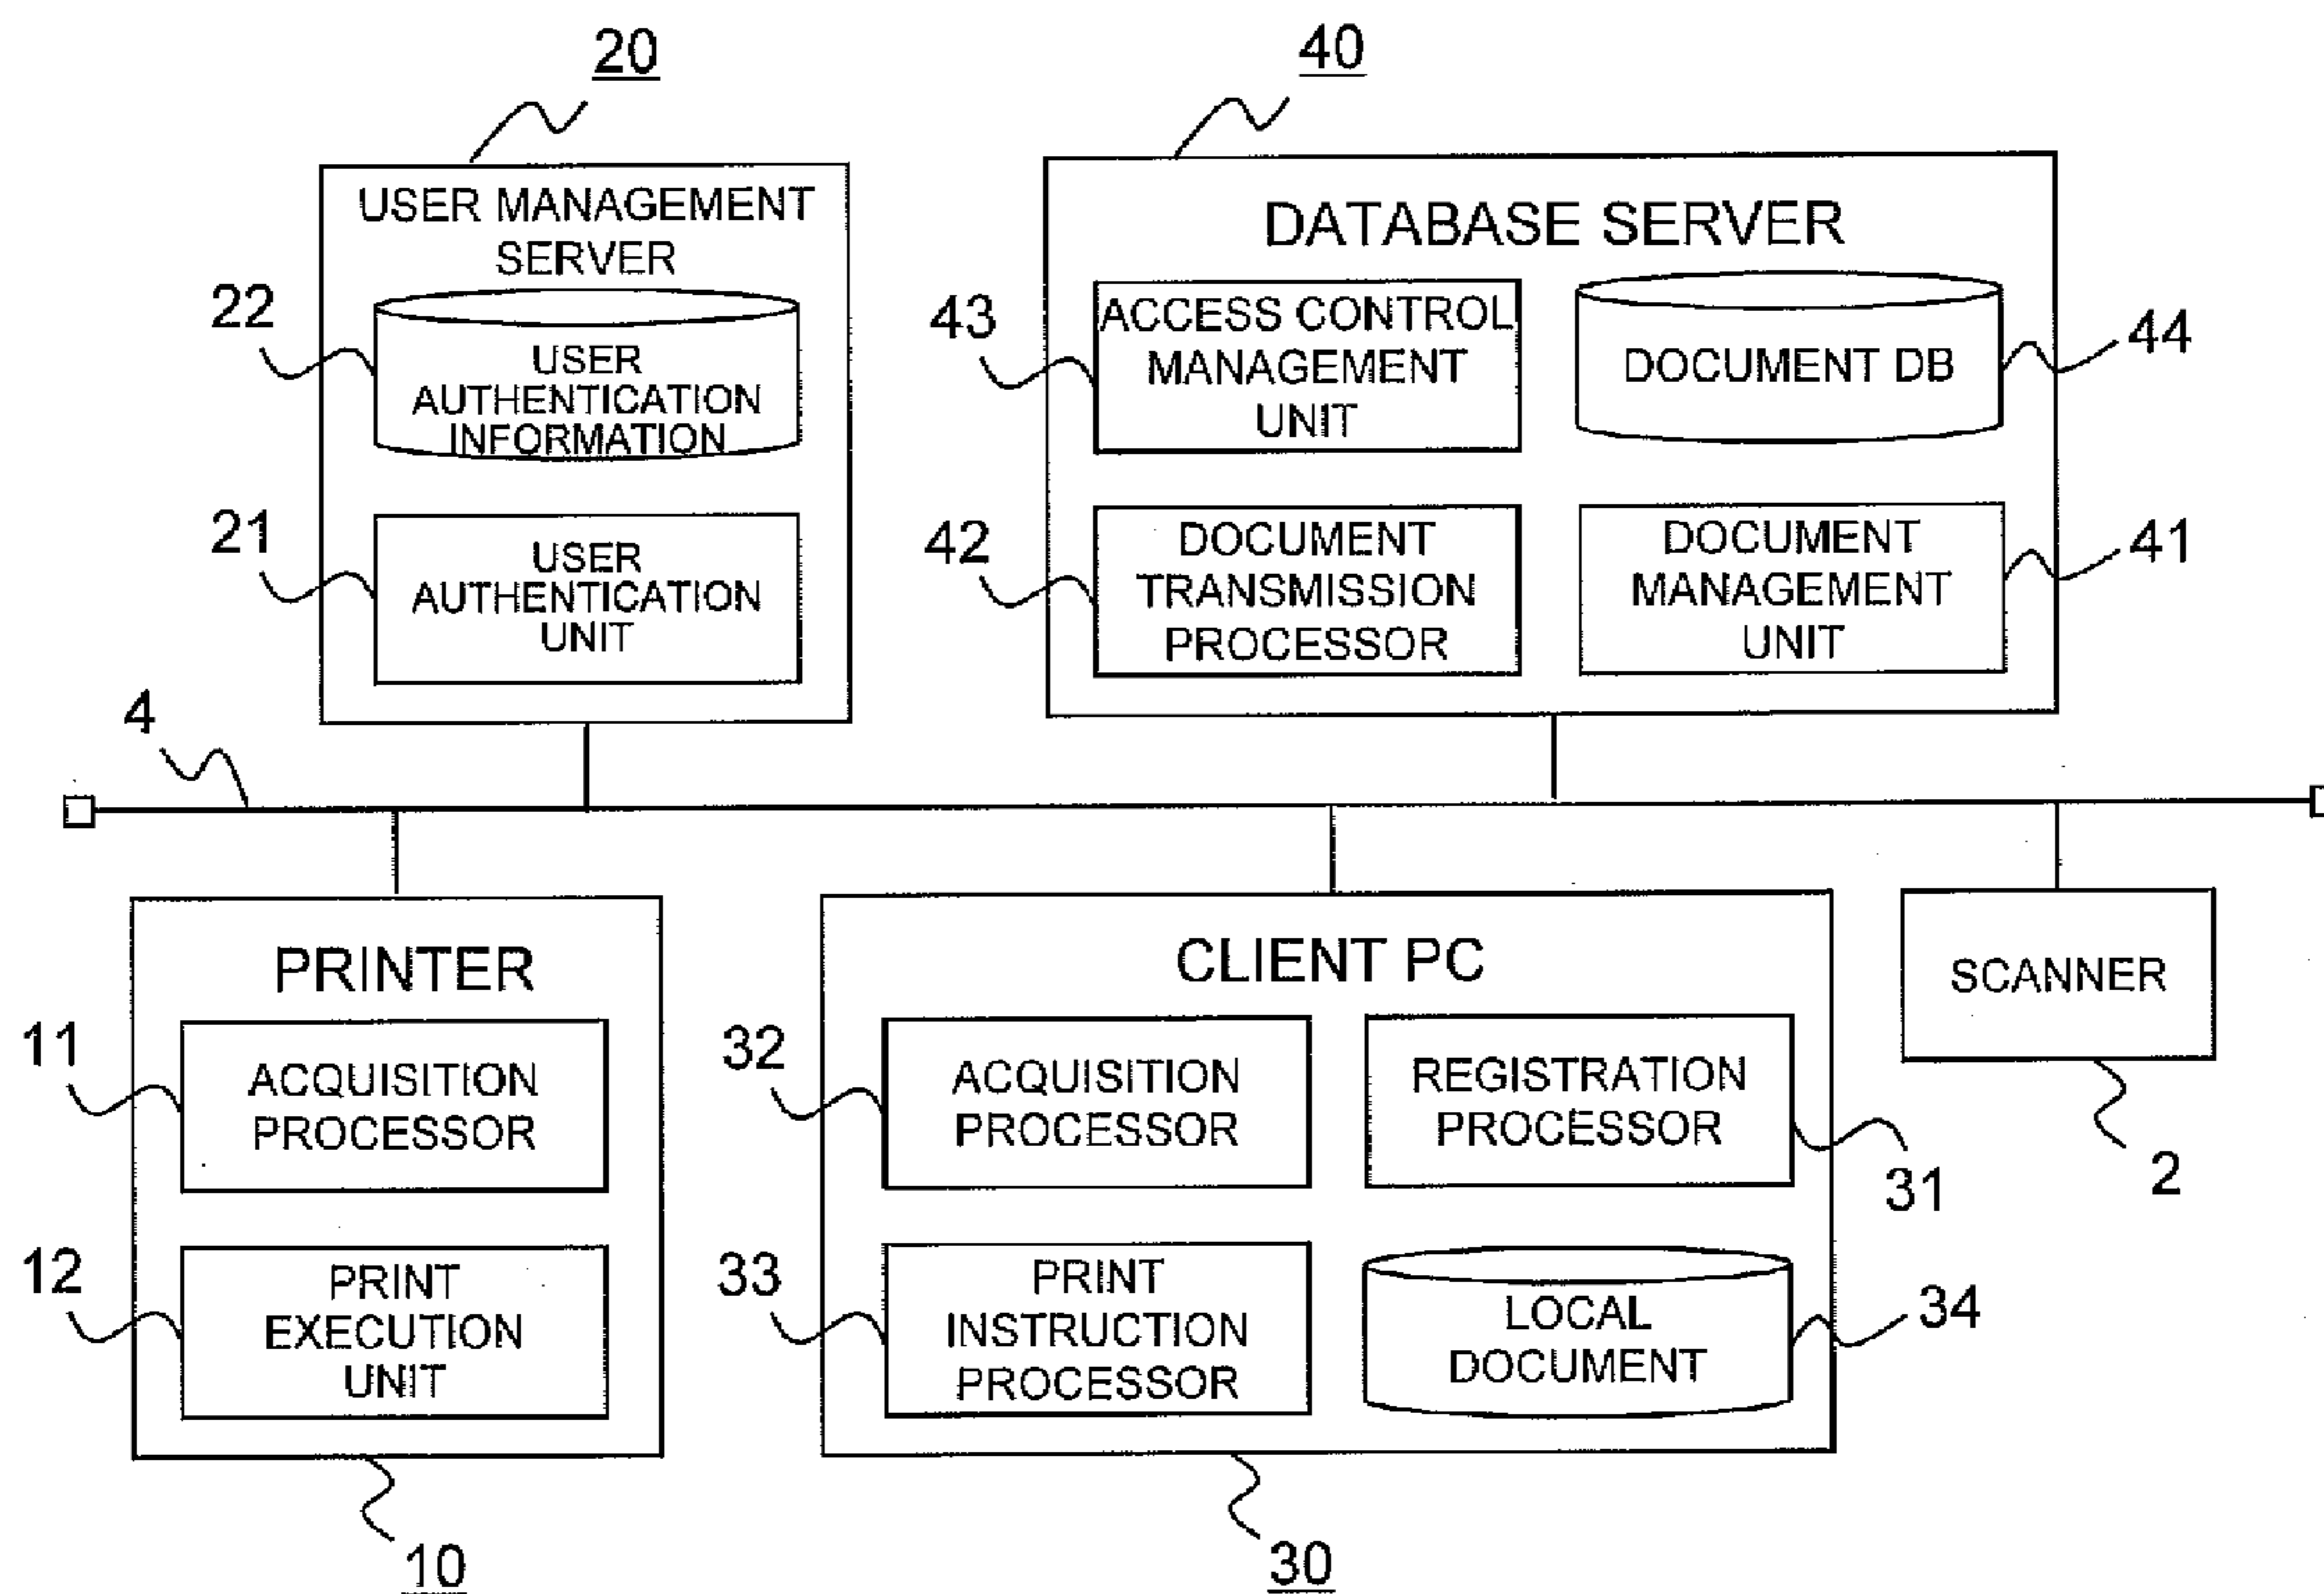 20
40
USER MANAGEMENT
SERVER
22
USER
AUTHENTICATION
INFORMATION
21
USER
AUTHENTICATION
UNIT
DATABASE SERVER
43
ACCESS CONTROL
MANAGEMENT
UNIT
DOCUMENT DB
44
42
DOCUMENT
TRANSMISSION
PROCESSOR
DOCUMENT
MANAGEMENT
UNIT
41
4
PRINTER
11
ACQUISITION
PROCESSOR
12
PRINT
EXECUTION
UNIT
10
CLIENT PC
32
ACQUISITION
PROCESSOR
REGISTRATION
PROCESSOR
31
33
PRINT
INSTRUCTION
PROCESSOR
LOCAL
DOCUMENT
34
30
SCANNER
2